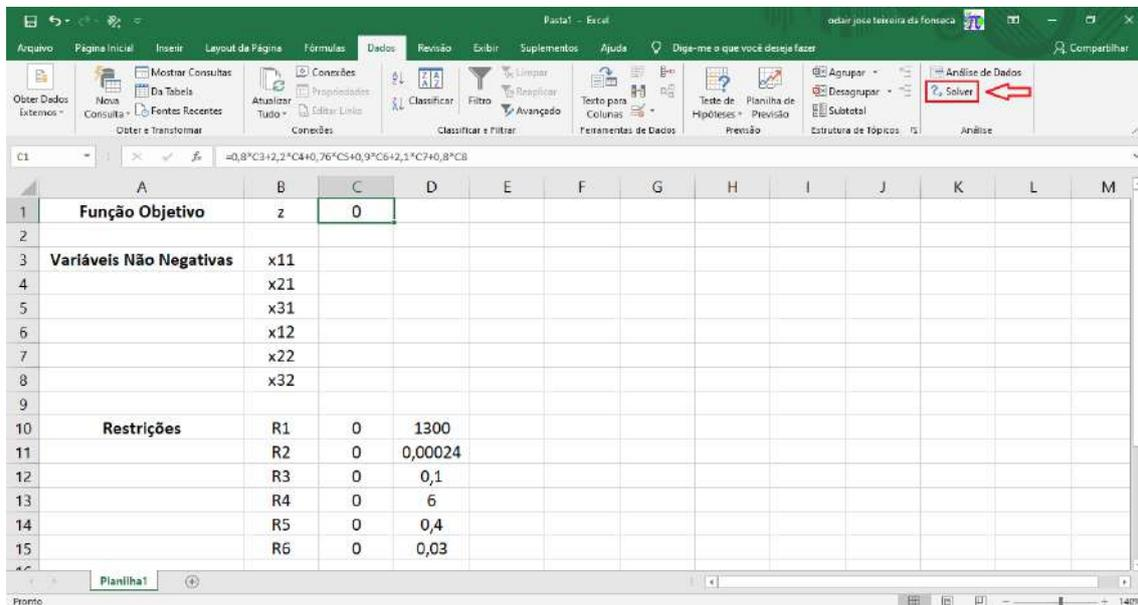 Pasta1 - Excel
odair jose teixeira da fonseca
Arquivo Página Inicial Inserir Layout da Página Fórmulas Dados Revisão Exibir Suplementos Ajuda Diga-me o que você deseja fazer Compartilhar
Obter Dados Externos
Nova Consulta
Mostrar Consultas
Da Tabela
Fontes Recentes
Obter e Transformar
Atualizar Tudo
Conexões
Propriedades
Editar Links
Conexões
Classificar
Filtro
Limpar
Reaplicar
Avançado
Classificar e Filtrar
Texto para Colunas
Ferramentas de Dados
Teste de Hipóteses
Planilha de Previsão
Previsão
Agrupar
Desagrupar
Subtotal
Estrutura de Tópicos
Análise de Dados
Solver
Análise
C1 fx =0,8*C3+2,2*C4+0,76*C5+0,9*C6+2,1*C7+0,8*C8
A B C D E F G H I J K L M
1 Função Objetivo z 0
2
3 Variáveis Não Negativas x11
4 x21
5 x31
6 x12
7 x22
8 x32
9
10 Restrições R1 0 1300
11 R2 0 0,00024
12 R3 0 0,1
13 R4 0 6
14 R5 0 0,4
15 R6 0 0,03
Planilha1
Pronto